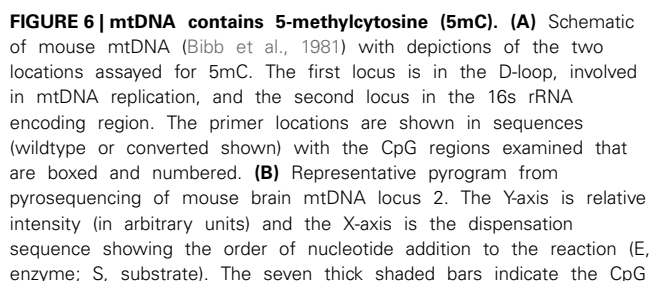 FIGURE 6 | mtDNA contains 5-methylcytosine (5mC). (A) Schematic
of mouse mtDNA (Bibb et al., 1981) with depictions of the two
locations assayed for 5mC. The first locus is in the D-loop, involved
in mtDNA replication, and the second locus in the 16s rRNA
encoding region. The primer locations are shown in sequences
(wildtype or converted shown) with the CpG regions examined that
are boxed and numbered. (B) Representative pyrogram from
pyrosequencing of mouse brain mtDNA locus 2. The Y-axis is relative
intensity (in arbitrary units) and the X-axis is the dispensation
sequence showing the order of nucleotide addition to the reaction (E,
enzyme; S, substrate). The seven thick shaded bars indicate the CpG